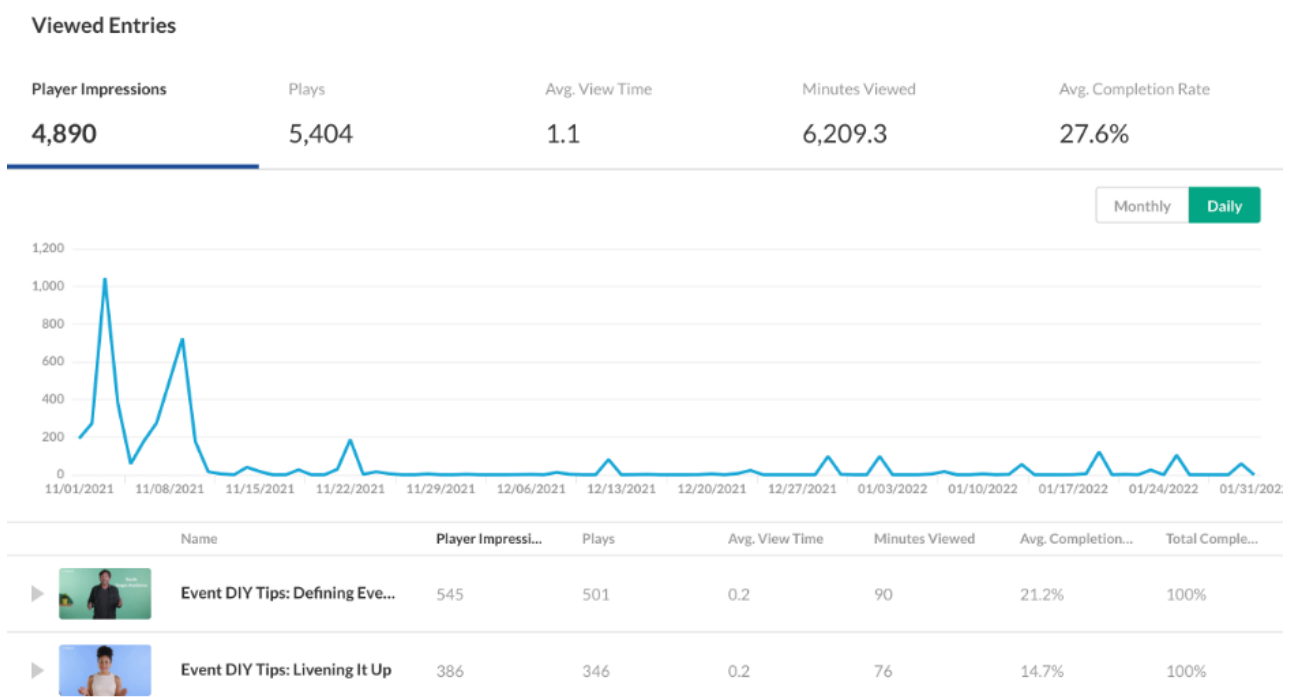 Viewed Entries
Player Impressions Plays Avg. View Time Minutes Viewed Avg. Completion Rate
4,890 5,404 1.1 6,209.3 27.6%
Monthly Daily
1,200
1,000
800
600
400
200
0
11/01/2021 11/08/2021 11/15/2021 11/22/2021 11/29/2021 12/06/2021 12/13/2021 12/20/2021 12/27/2021 01/03/2022 01/10/2022 01/17/2022 01/24/2022 01/31/202
Name Player Impressi... Plays Avg. View Time Minutes Viewed Avg. Completion... Total Comple...
Event DIY Tips: Defining Eve... 545 501 0.2 90 21.2% 100%
Event DIY Tips: Livening It Up 386 346 0.2 76 14.7% 100%